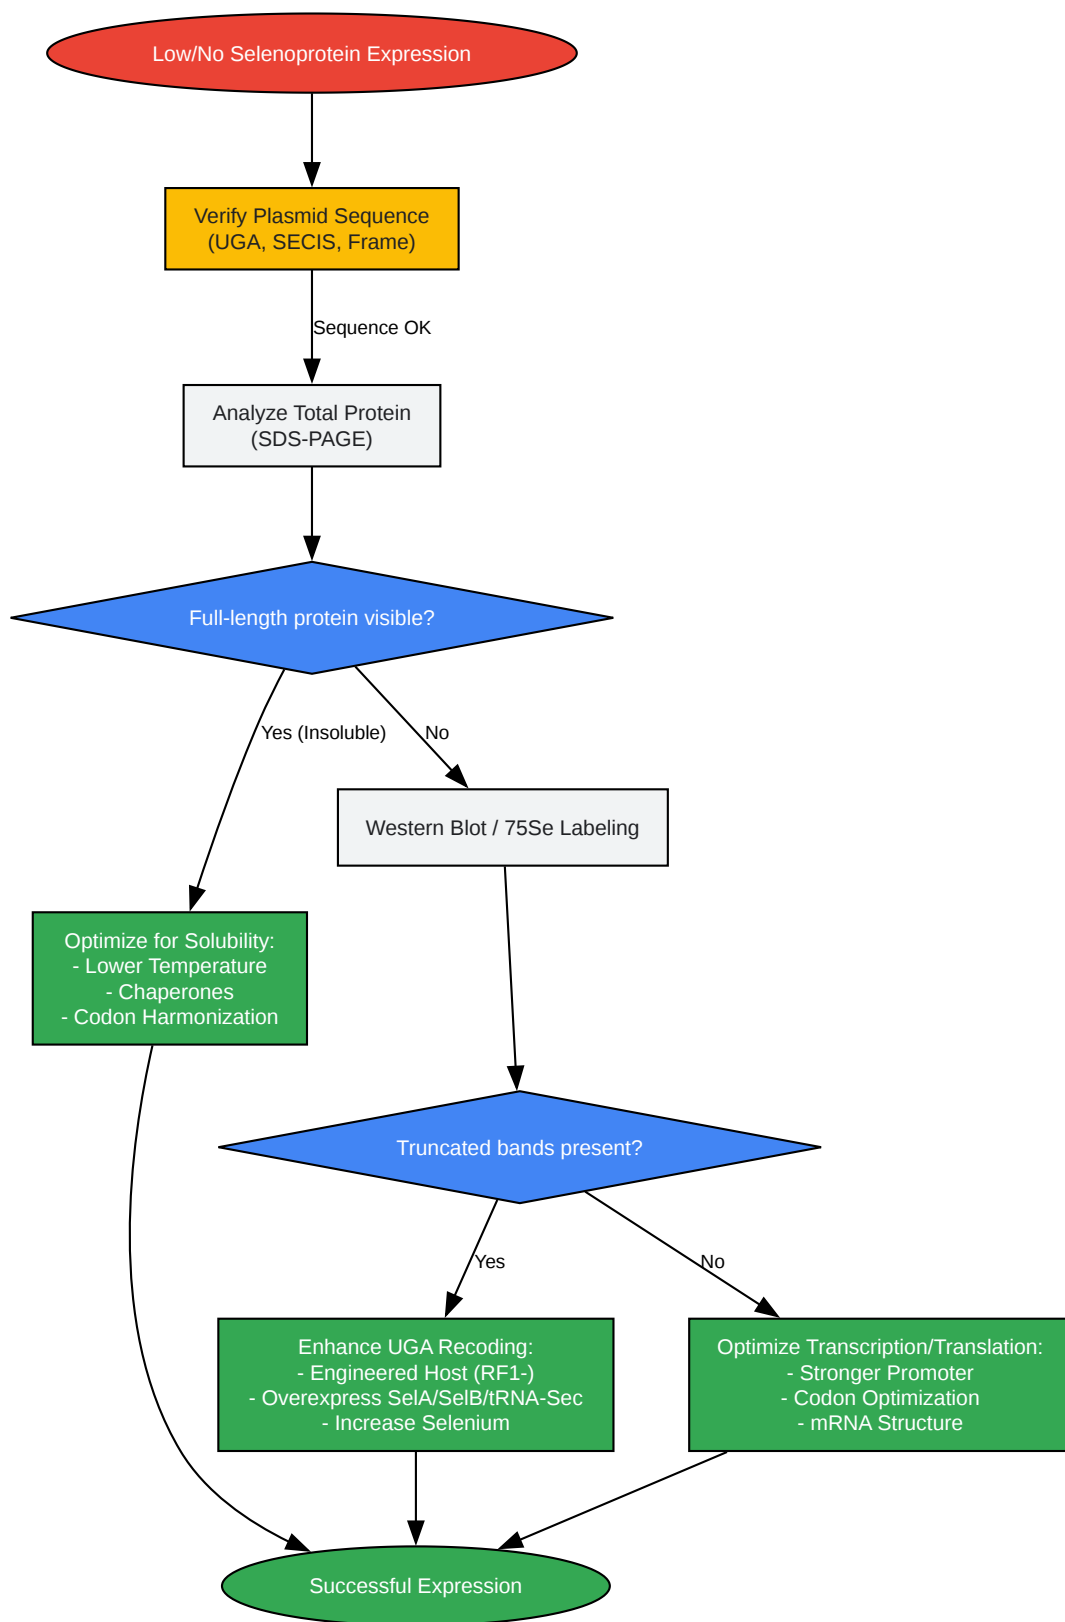 Low/No Selenoprotein Expression
Verify Plasmid Sequence
(UGA, SECIS, Frame)
Sequence OK
Analyze Total Protein
(SDS-PAGE)
Full-length protein visible?
Yes (Insoluble)
No
Western Blot / 75Se Labeling
Optimize for Solubility:
- Lower Temperature
- Chaperones
- Codon Harmonization
Truncated bands present?
Yes
No
Enhance UGA Recoding:
- Engineered Host (RF1-)
- Overexpress SelA/SelB/tRNA-Sec
- Increase Selenium
Optimize Transcription/Translation:
- Stronger Promoter
- Codon Optimization
- mRNA Structure
Successful Expression